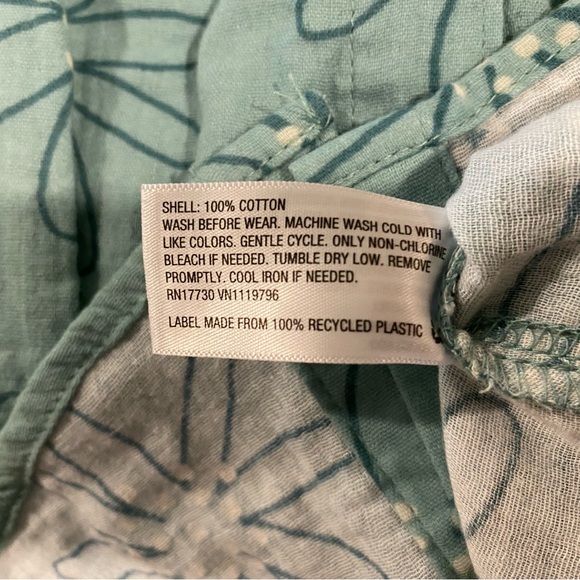 SHELL: 100% COTTON
WASH BEFORE WEAR. MACHINE WASH COLD WITH
LIKE COLORS. GENTLE CYCLE. ONLY NON-CHLORINE
BLEACH IF NEEDED. TUMBLE DRY LOW. REMOVE
PROMPTLY. COOL IRON IF NEEDED.
RN17730 VN1119796
LABEL MADE FROM 100% RECYCLED PLASTIC